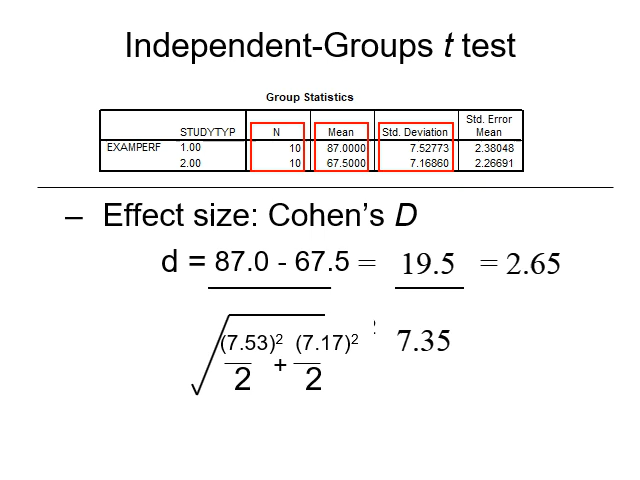 Independent-Groups t test
Group Statistics
STUDYTYP N Mean Std. Deviation Std. Error Mean
EXAMPERF 1.00 10 87.0000 7.52773 2.38048
2.00 10 67.5000 7.16860 2.26691
– Effect size: Cohen’s D
d = 87.0 - 67.5 = 19.5 = 2.65
√ (7.53)² (7.17)² 7.35
2 + 2